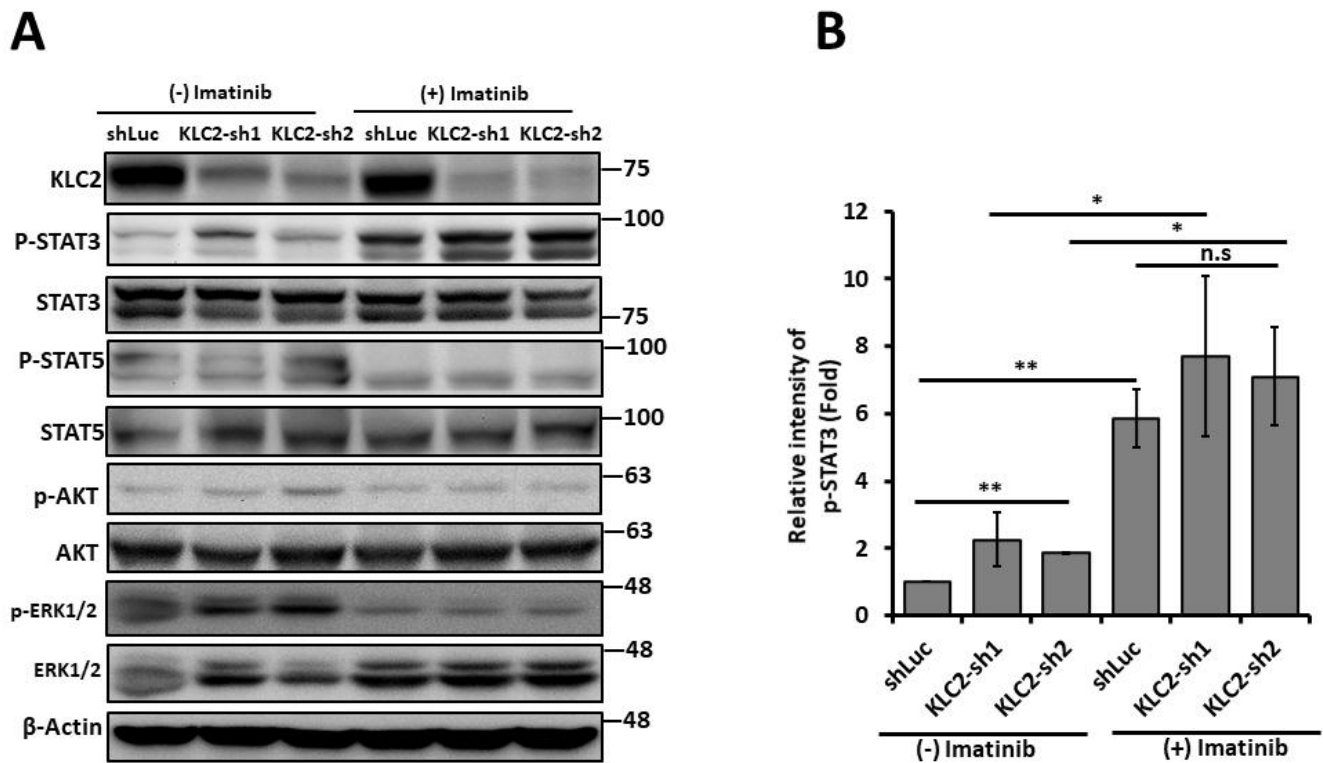 A
(-) Imatinib
(+) Imatinib
shLuc KLC2-sh1 KLC2-sh2 shLuc KLC2-sh1 KLC2-sh2
KLC2
75
P-STAT3
100
STAT3
75
P-STAT5
100
STAT5
100
p-AKT
63
AKT
63
p-ERK1/2
48
ERK1/2
48
β-Actin
48
B
Relative intensity of
p-STAT3 (Fold)
12
10
8
6
4
2
0
*
*
n.s
**
**
shLuc
KLC2-sh1
KLC2-sh2
shLuc
KLC2-sh1
KLC2-sh2
(-) Imatinib
(+) Imatinib